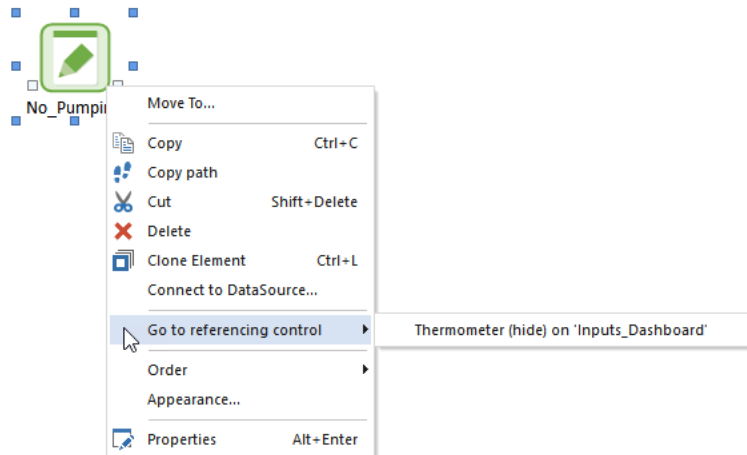 No_Pumpi
Move To...
Copy Ctrl+C
Copy path
Cut Shift+Delete
Delete
Clone Element Ctrl+L
Connect to DataSource...
Go to referencing control Thermometer (hide) on 'Inputs_Dashboard'
Order
Appearance...
Properties Alt+Enter